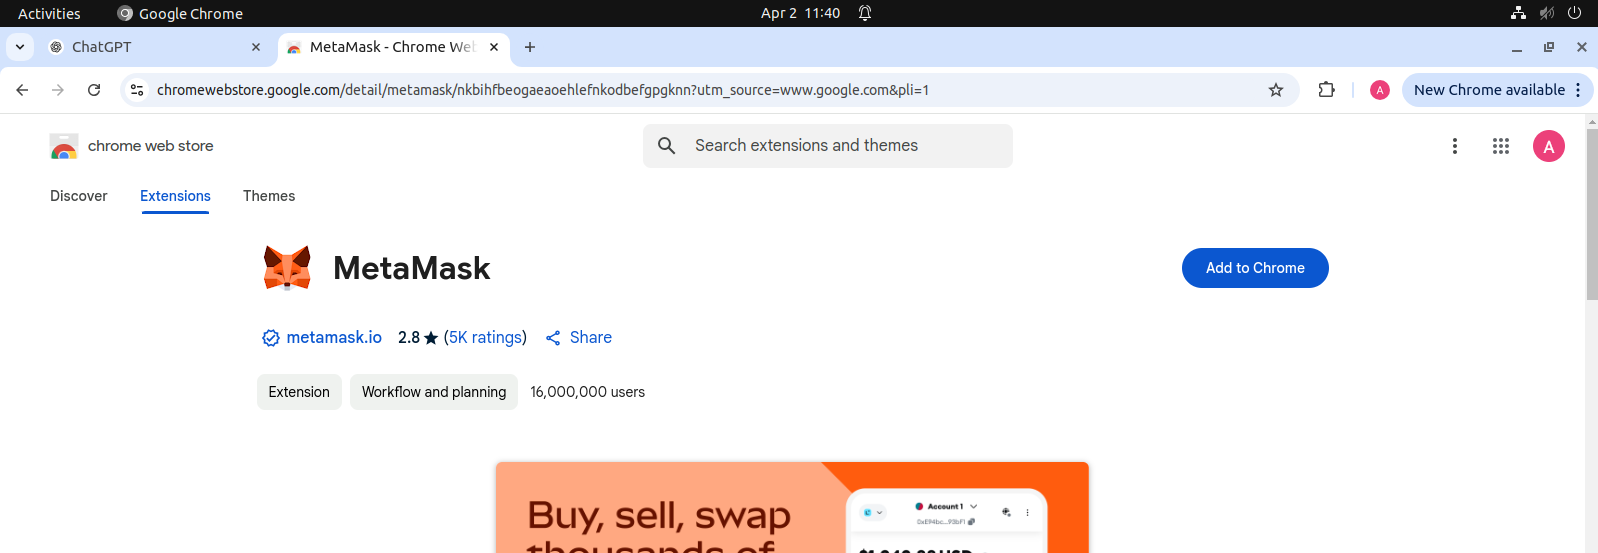 Activities
Google Chrome
Apr 2 11:40
ChatGPT
MetaMask - Chrome Web
chromewebstore.google.com/detail/metamask/nkbihfbeogaeaoehlefnkodbefgpgknn?utm_source=www.google.com&pli=1
A
New Chrome available
chrome web store
Search extensions and themes
A
Discover
Extensions
Themes
MetaMask
Add to Chrome
metamask.io
2.8 ★ (5K ratings)
Share
Extension
Workflow and planning
16,000,000 users
Buy, sell, swap
thousands of
Account 1